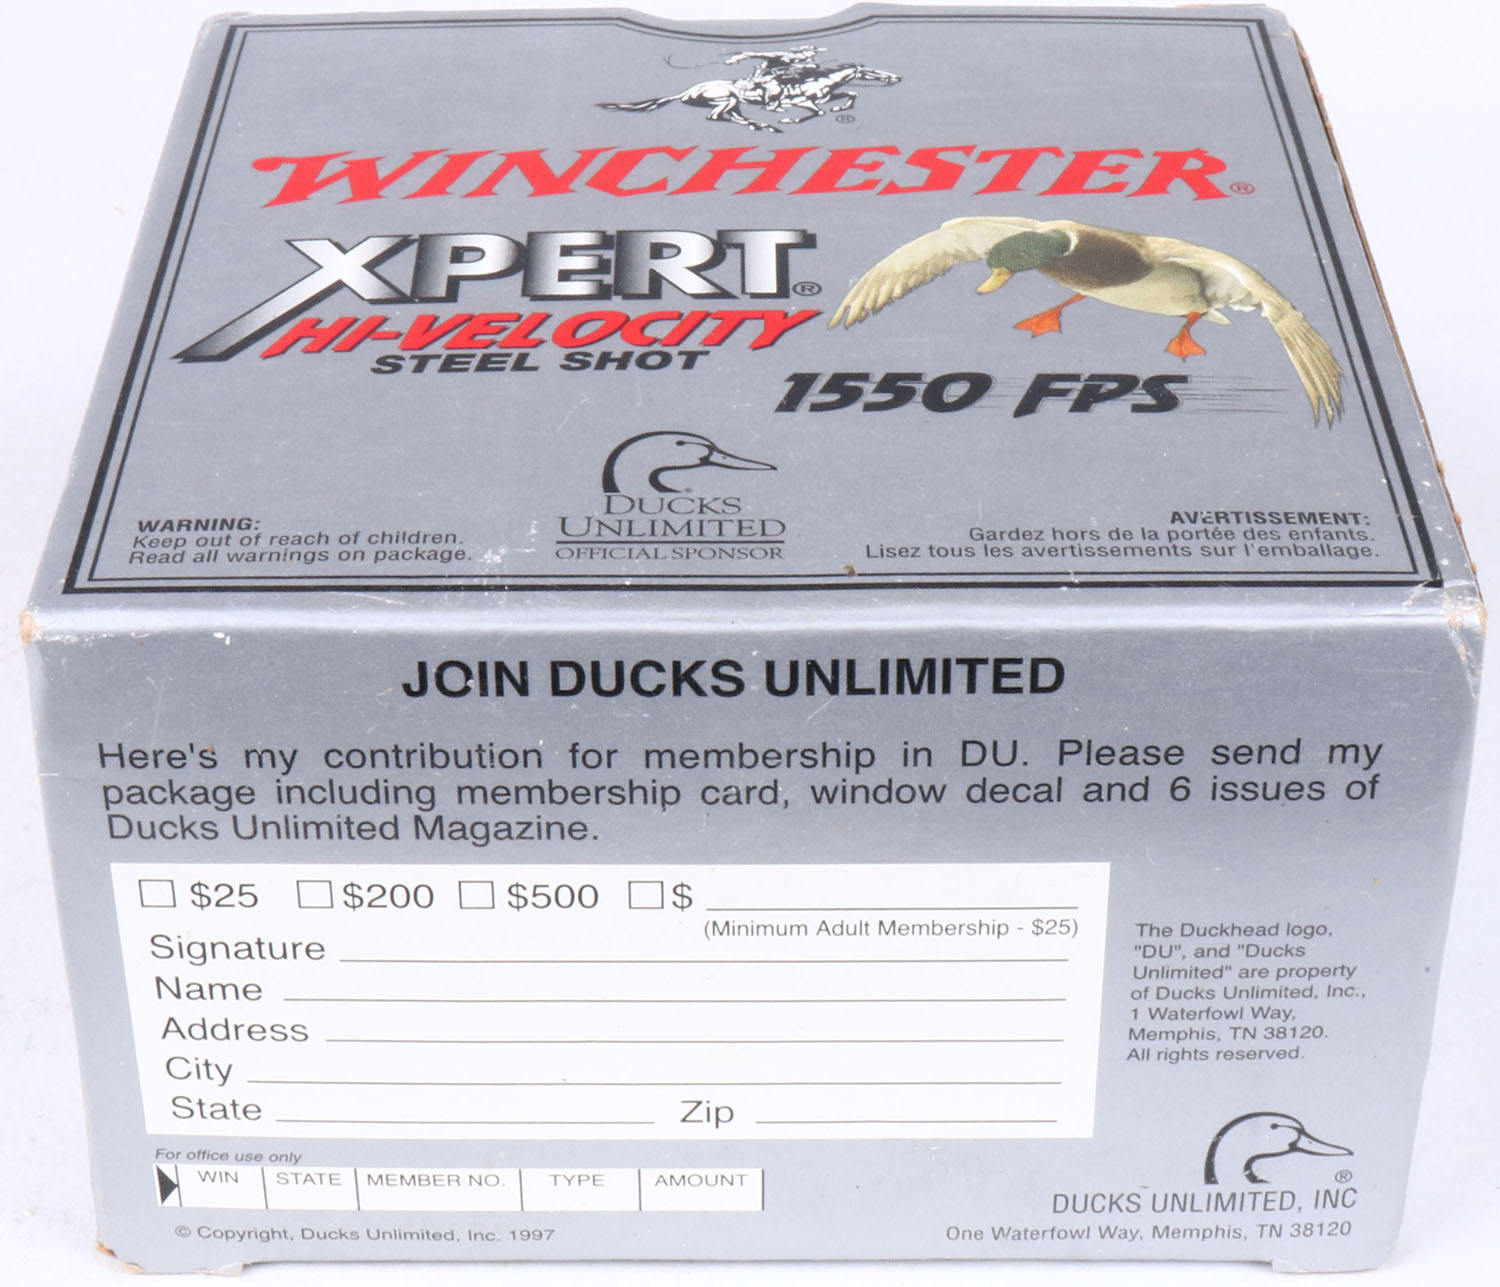 WINCHESTER®
XPERT®
HI-VELOCITY
STEEL SHOT
1550 FPS
DUCKS
UNLIMITED
OFFICIAL SPONSOR
WARNING:
Keep out of reach of children.
Read all warnings on package.
AVERTISSEMENT:
Gardez hors de la portée des enfants.
Lisez tous les avertissements sur l'emballage.
JOIN DUCKS UNLIMITED
Here's my contribution for membership in DU. Please send my
package including membership card, window decal and 6 issues of
Ducks Unlimited Magazine.
$25 $200 $500 $
(Minimum Adult Membership - $25)
Signature
Name
Address
City
State Zip
The Duckhead logo,
"DU", and "Ducks
Unlimited" are property
of Ducks Unlimited, Inc.,
1 Waterfowl Way,
Memphis, TN 38120.
All rights reserved.
For office use only
WIN STATE MEMBER NO. TYPE AMOUNT
© Copyright, Ducks Unlimited, Inc. 1997
®
DUCKS UNLIMITED, INC
One Waterfowl Way, Memphis, TN 38120